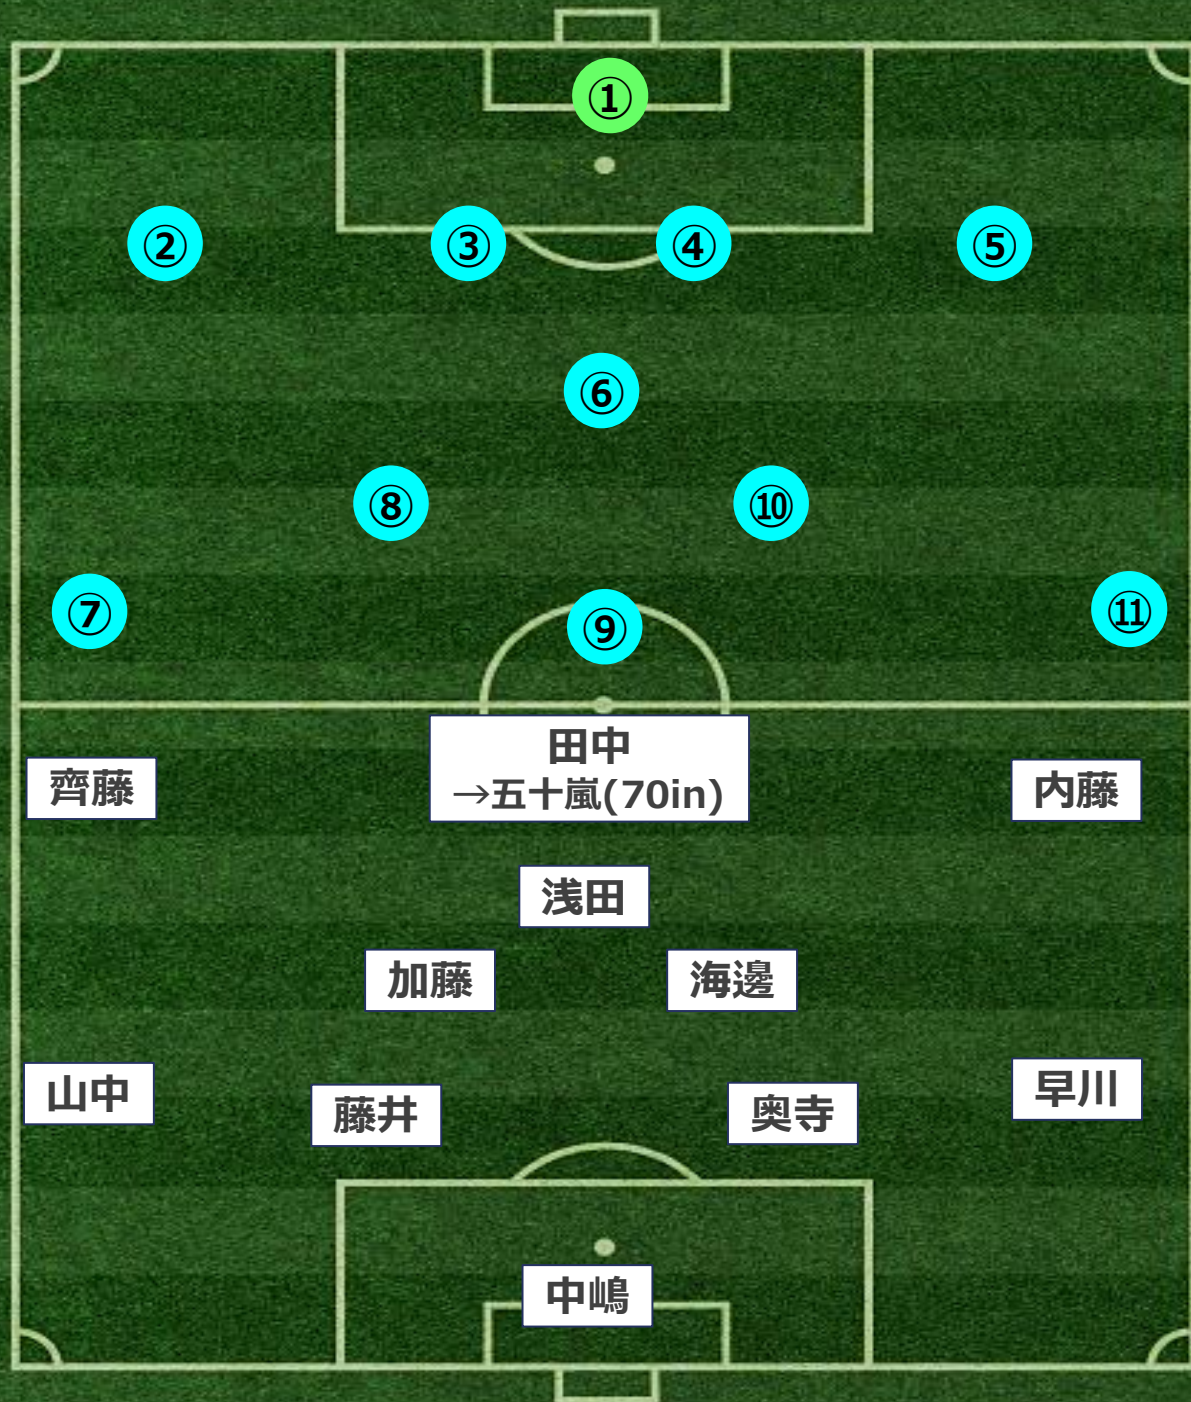 ①
② ③ ④ ⑤
⑥
⑧ ⑩
⑦ ⑨ ⑪
田中
→五十嵐(70in)
齊藤 内藤
浅田
加藤 海邊
山中 藤井 奥寺 早川
中嶋